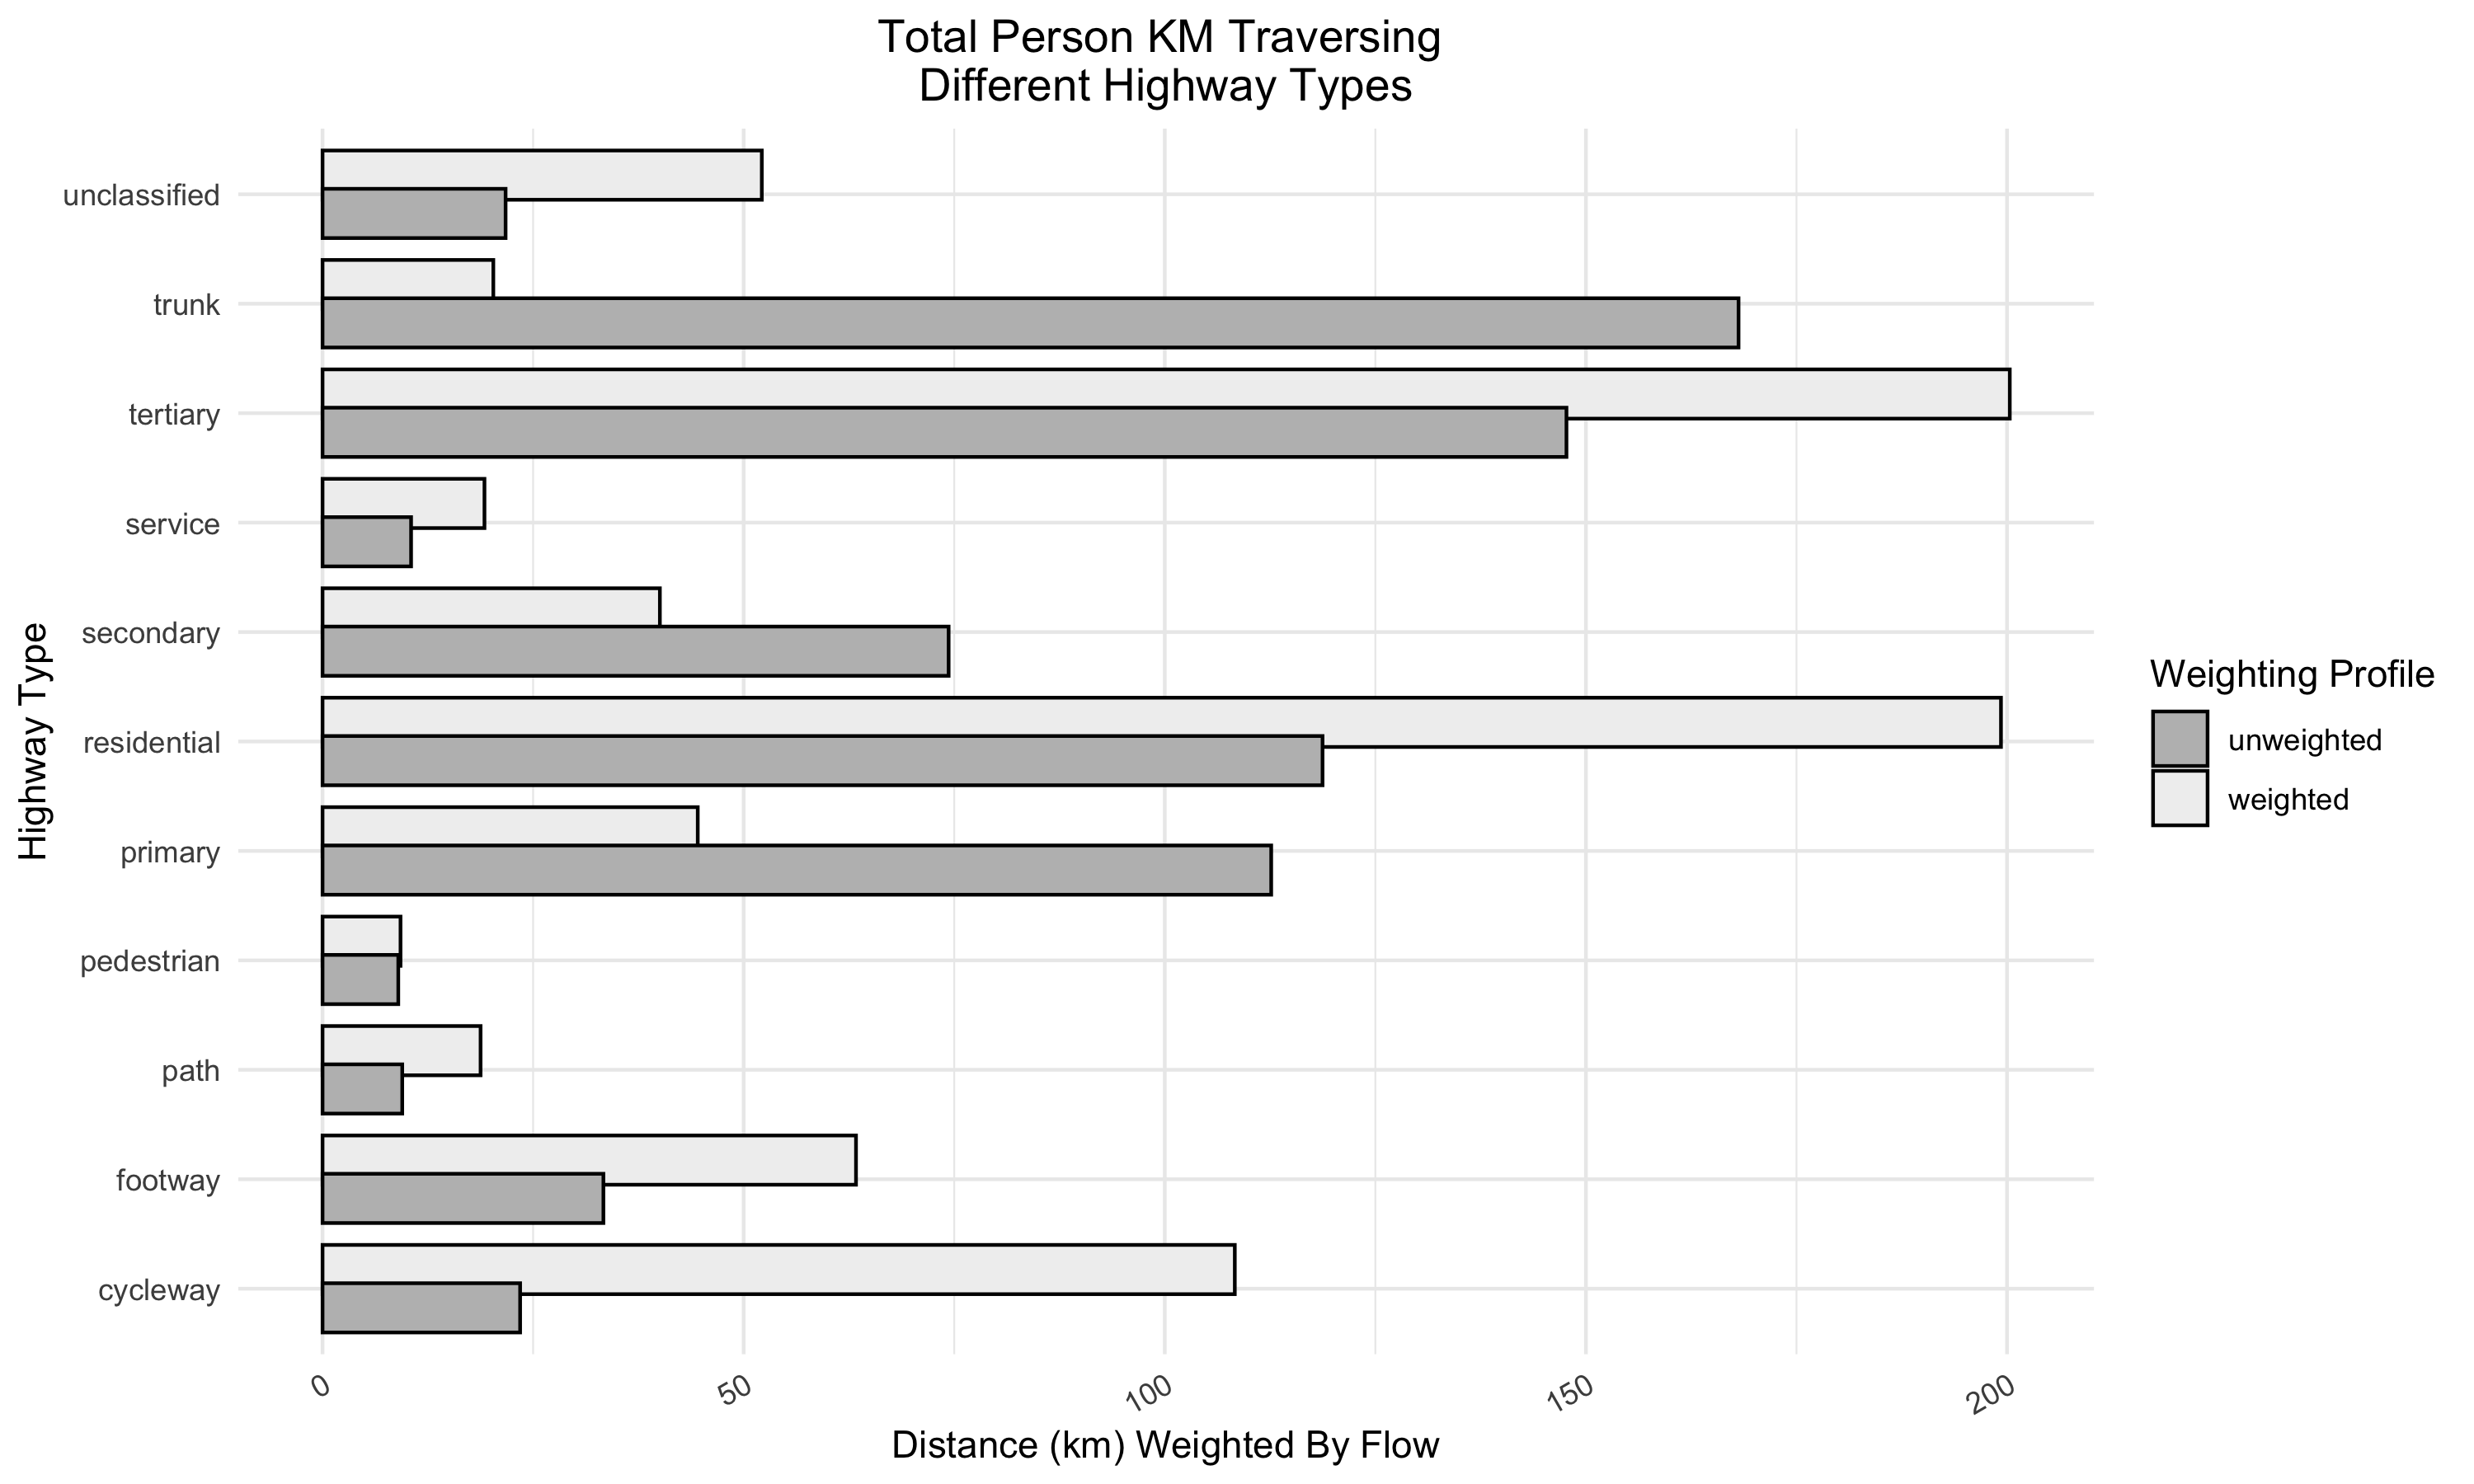 Total Person KM Traversing
Different Highway Types
Highway Type
unclassified
trunk
tertiary
service
secondary
residential
primary
pedestrian
path
footway
cycleway
0
50
100
150
200
Distance (km) Weighted By Flow
Weighting Profile
unweighted
weighted